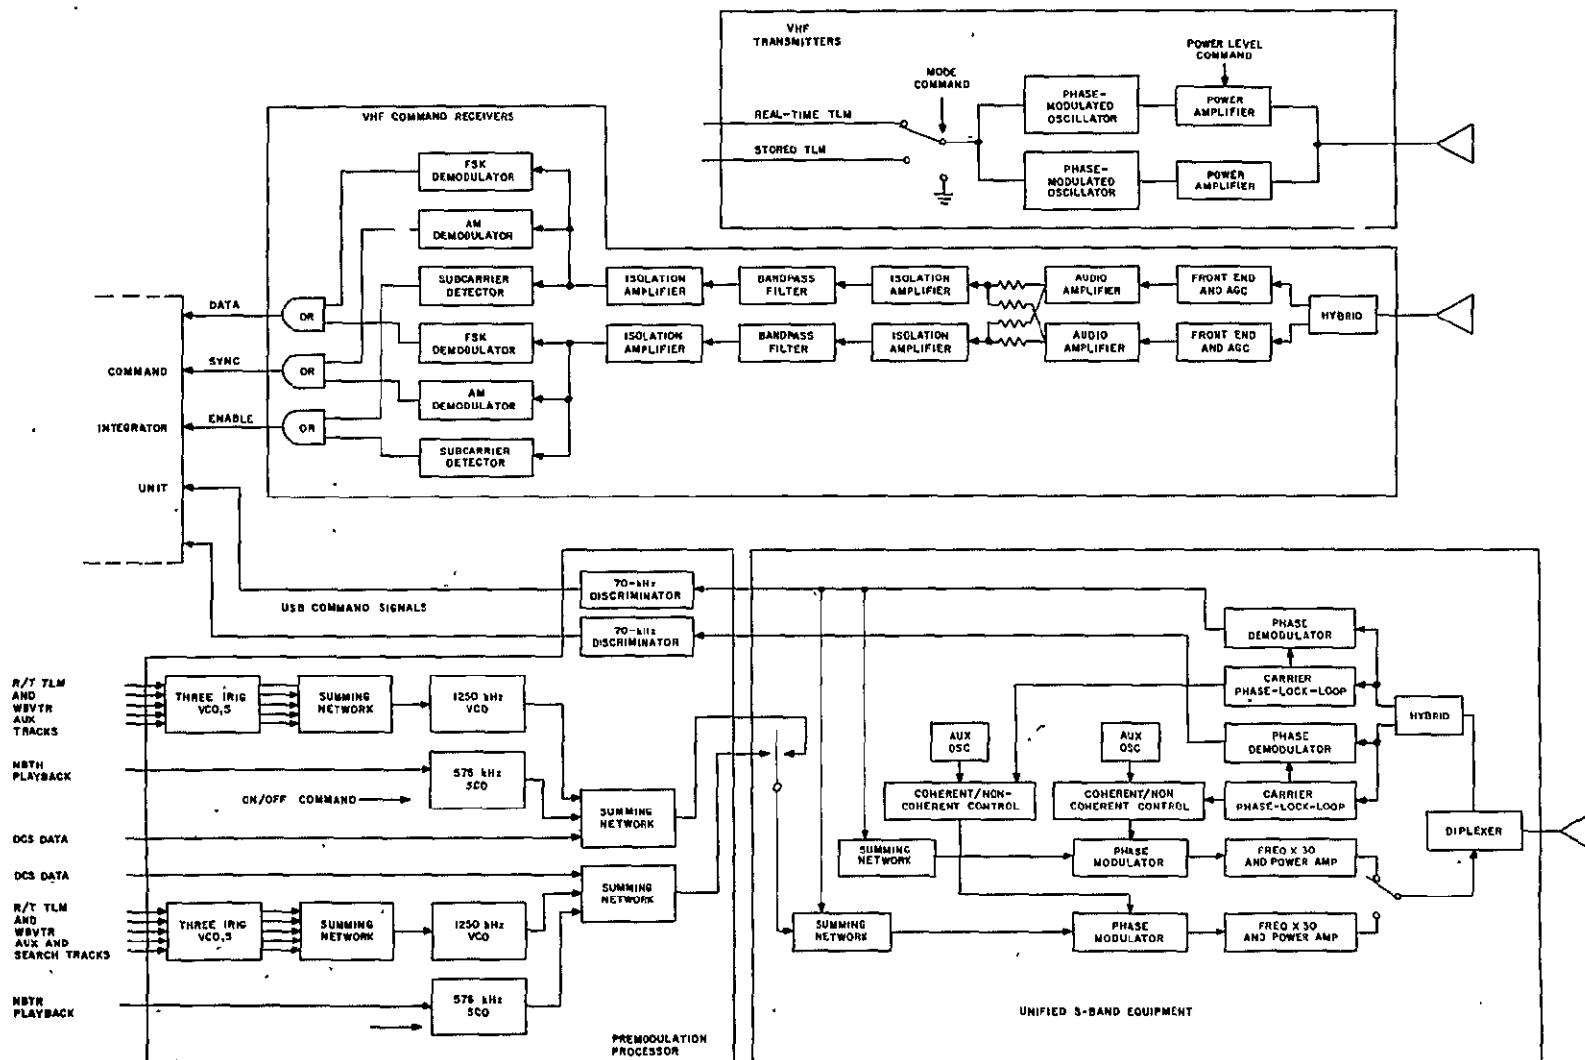 VHF
TRANSMITTERS
POWER LEVEL
COMMAND
MODE
COMMAND
REAL-TIME TLM
STORED TLM
PHASE-
MODULATED
OSCILLATOR
POWER
AMPLIFIER
PHASE-
MODULATED
OSCILLATOR
POWER
AMPLIFIER
VHF COMMAND RECEIVERS
FSK
DEMODULATOR
AM
DEMODULATOR
SUBCARRIER
DETECTOR
FSK
DEMODULATOR
AM
DEMODULATOR
SUBCARRIER
DETECTOR
ISOLATION
AMPLIFIER
BANDPASS
FILTER
ISOLATION
AMPLIFIER
AUDIO
AMPLIFIER
FRONT END
AND AGC
ISOLATION
AMPLIFIER
BANDPASS
FILTER
ISOLATION
AMPLIFIER
AUDIO
AMPLIFIER
FRONT END
AND AGC
HYBRID
DATA
OR
SYNC
OR
ENABLE
OR
COMMAND
INTEGRATOR
UNIT
USB COMMAND SIGNALS
70-kHz
DISCRIMINATOR
70-kHz
DISCRIMINATOR
R/T TLM
AND
WBVTR
AUX
TRACKS
THREE IRIG
VCO,S
SUMMING
NETWORK
1250 kHz
VCO
NBTH
PLAYBACK
ON/OFF COMMAND
576 kHz
SCO
DCS DATA
SUMMING
NETWORK
DCS DATA
SUMMING
NETWORK
R/T TLM
AND
WBVTR
AUX AND
SEARCH TRACKS
THREE IRIG
VCO,S
SUMMING
NETWORK
1250 kHz
VCO
NBTR
PLAYBACK
576 kHz
SCO
PREMODULATION
PROCESSOR
PHASE
DEMODULATOR
CARRIER
PHASE-LOCK-LOOP
PHASE
DEMODULATOR
CARRIER
PHASE-LOCK-LOOP
HYBRID
DIPLEXER
AUX
OSC
AUX
OSC
COHERENT/NON-
COHERENT CONTROL
COHERENT/NON
COHERENT CONTROL
SUMMING
NETWORK
PHASE
MODULATOR
FREQ X 30
AND POWER AMP
SUMMING
NETWORK
PHASE
MODULATOR
FREQ X 30
AND POWER AMP
UNIFIED S-BAND EQUIPMENT